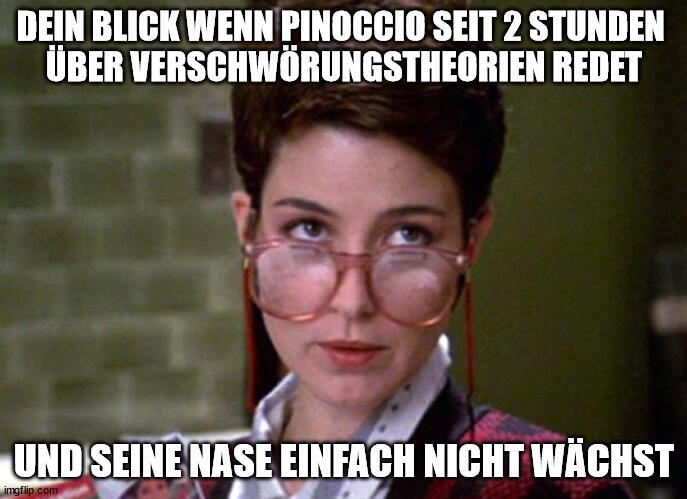 DEIN BLICK WENN PINOCCIO SEIT 2 STUNDEN
ÜBER VERSCHWÖRUNGSTHEORIEN REDET
UND SEINE NASE EINFACH NICHT WÄCHST
imgflip.com